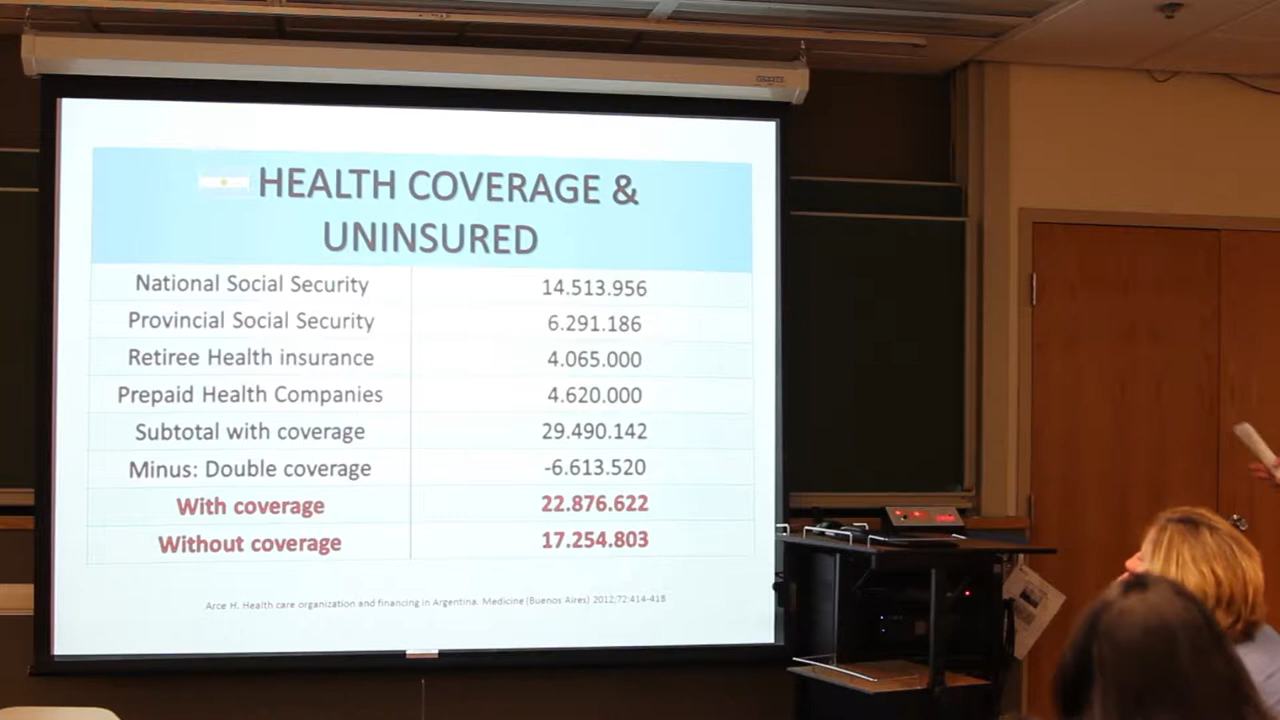 HEALTH COVERAGE &
UNINSURED
National Social Security 14.513.956
Provincial Social Security 6.291.186
Retiree Health insurance 4.065.000
Prepaid Health Companies 4.620.000
Subtotal with coverage 29.490.142
Minus: Double coverage -6.613.520
With coverage 22.876.622
Without coverage 17.254.803
Arce H. Health care organization and financing in Argentina. Medicine (Buenos Aires) 2012;72:414-418